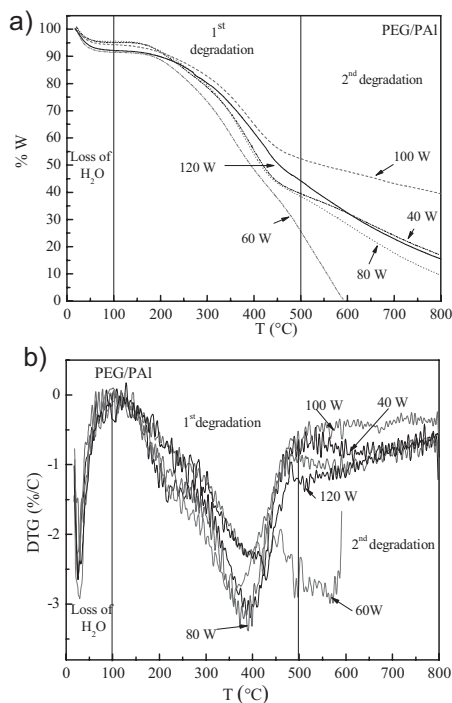 a)
PEG/PAl
1st
degradation
2nd degradation
Loss of
H2O
100 W
120 W
40 W
60 W
80 W
% W
100
90
80
70
60
50
40
30
20
10
0
0 100 200 300 400 500 600 700 800
T (°C)
b)
PEG/PAl
1st degradation
100 W
40 W
120 W
2nd degradation
60W
80 W
Loss of
H2O
DTG (%/C)
0
-1
-2
-3
0 100 200 300 400 500 600 700 800
T (°C)